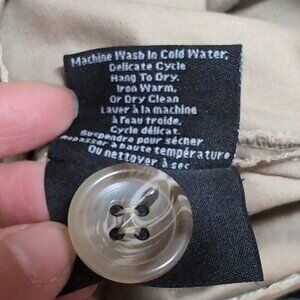 Machine Wash In Cold Water,
Delicate Cycle
Hang To Dry.
Iron Warm,
Or Dry Clean
Laver à la machine
à l'eau froide,
Cycle délicat.
Suspendre pour sécher
Repasser à haute température
Ou nettoyer à sec